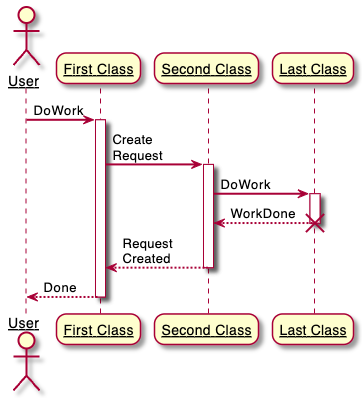 User
First Class
Second Class
Last Class
DoWork
Create
Request
DoWork
WorkDone
Request
Created
Done
User
First Class
Second Class
Last Class